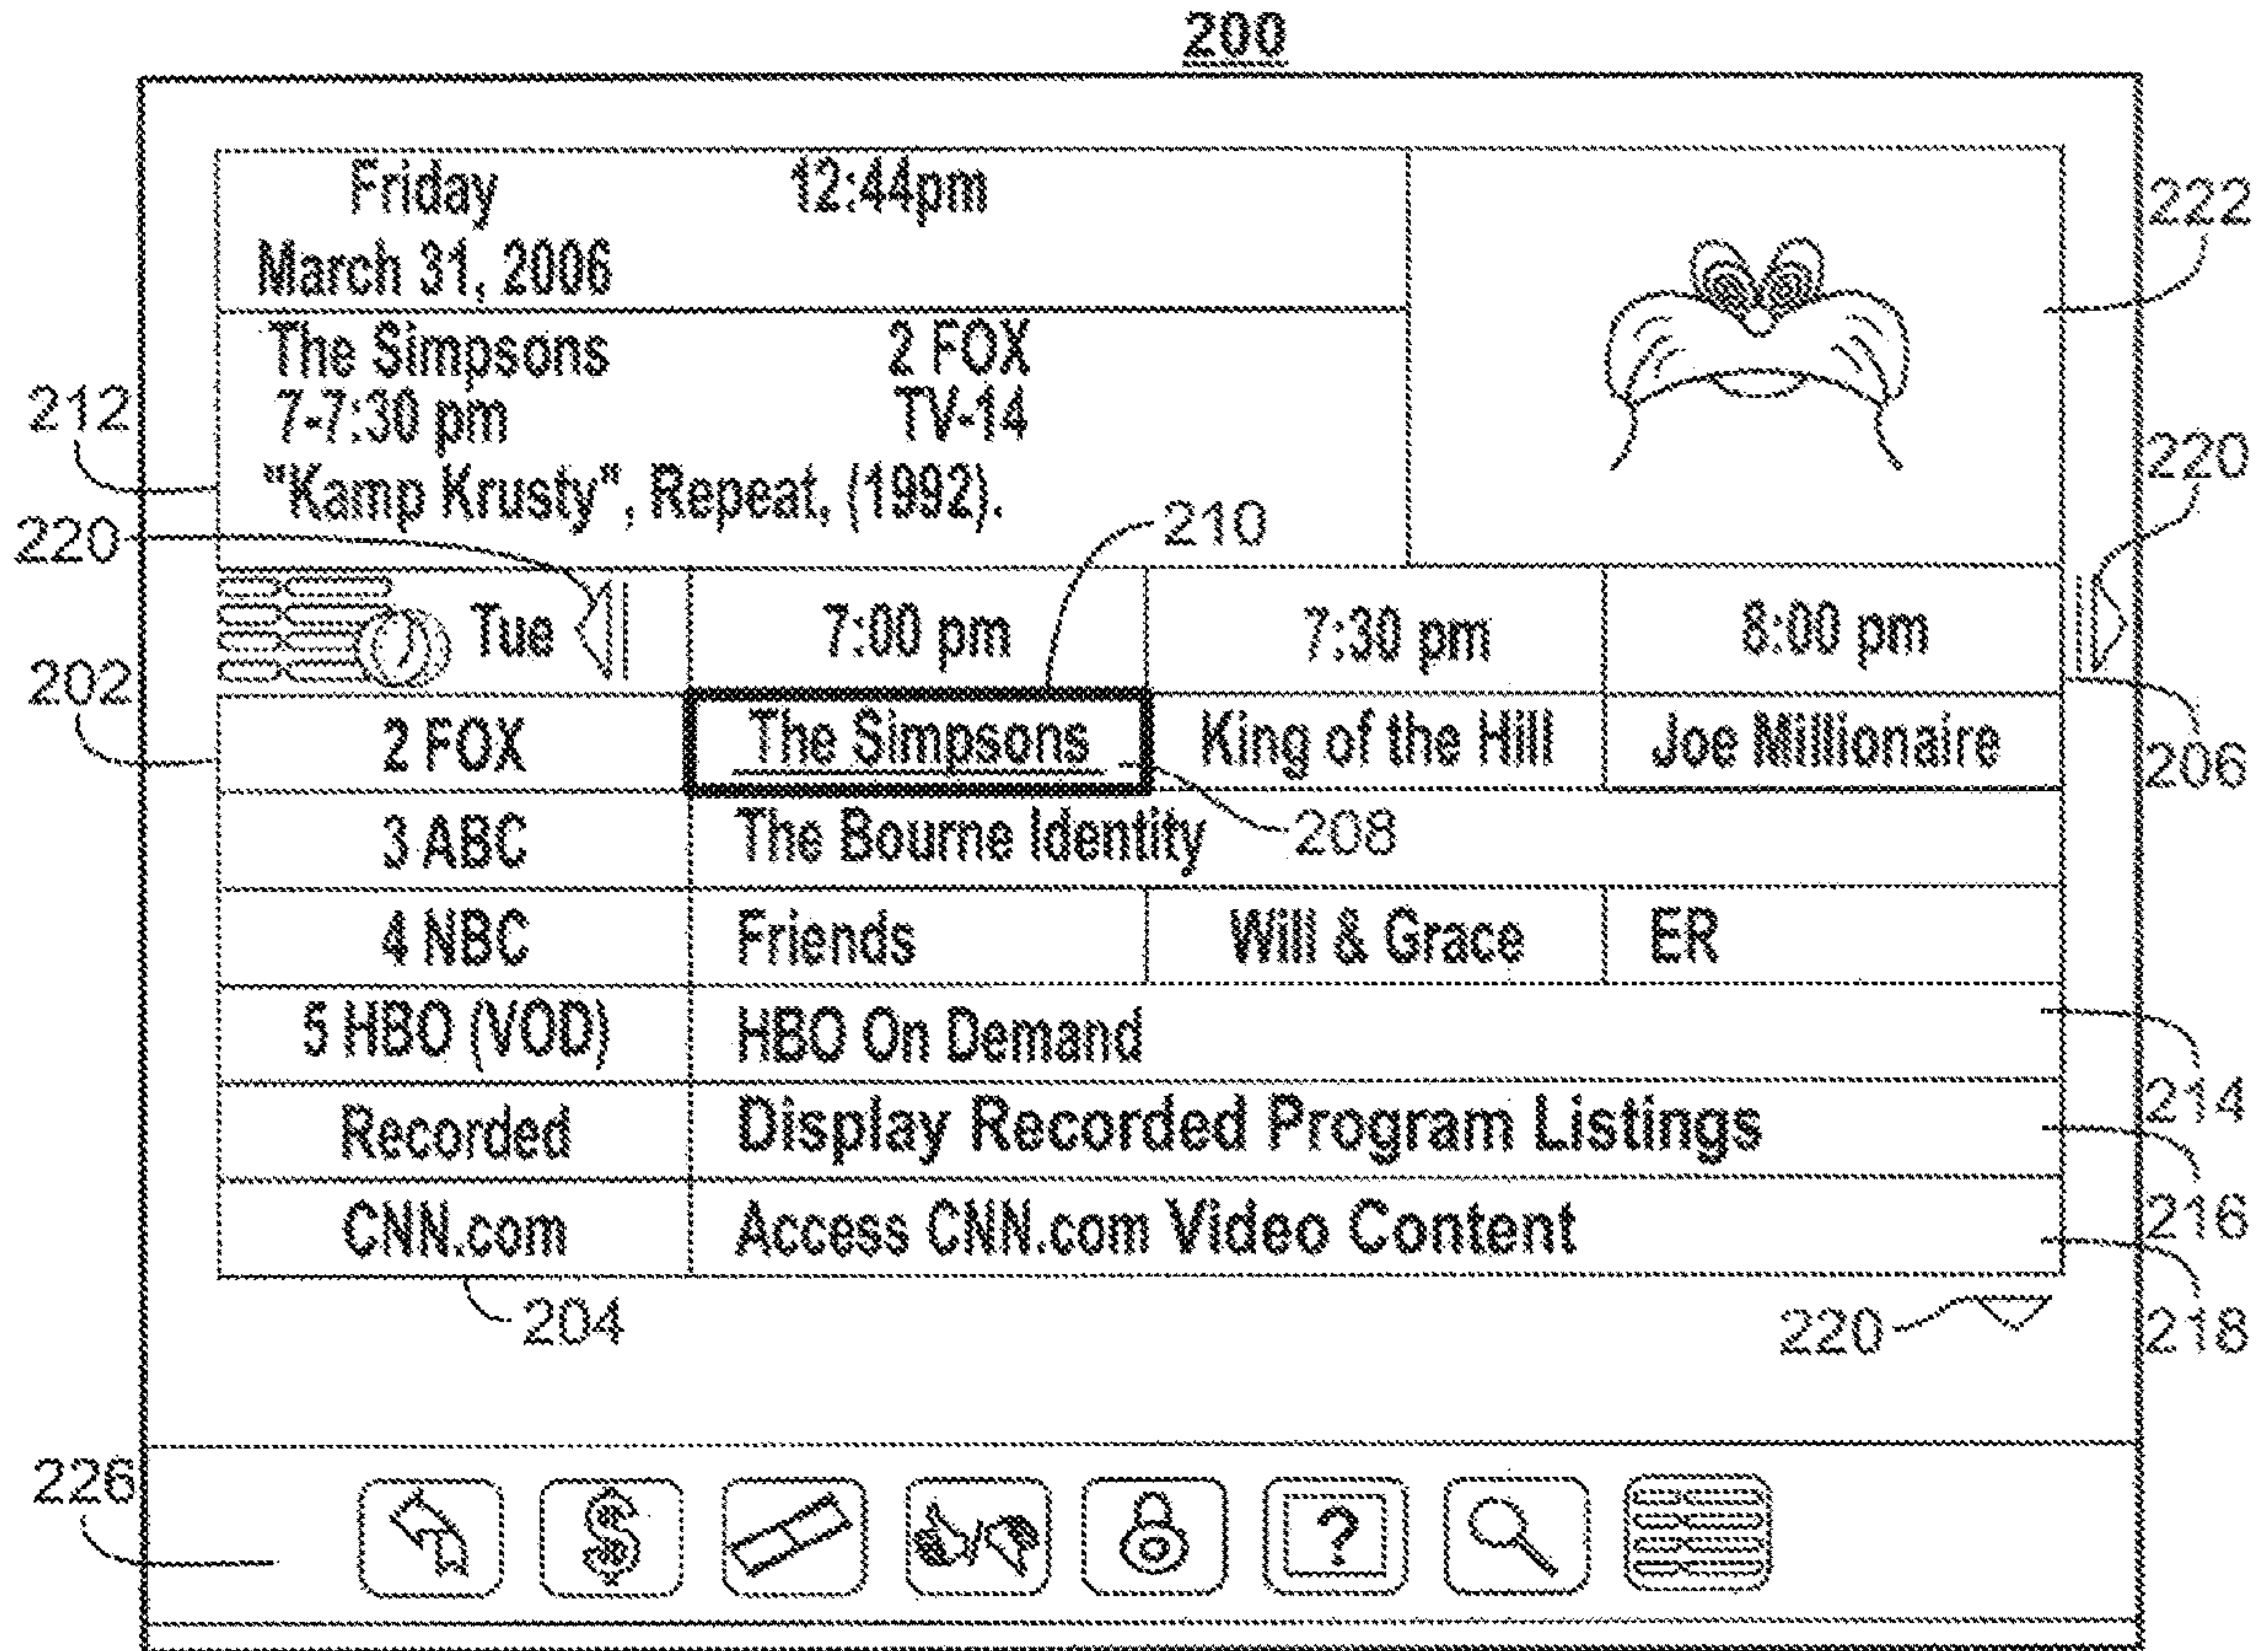 200
Friday 12:44pm
March 31, 2006
222
The Simpsons 2 FOX
212 7-7:30 pm TV-14
220
"Kamp Krusty", Repeat, (1992).
220 210
Tue 7:00 pm 7:30 pm 8:00 pm
202
2 FOX The Simpsons King of the Hill Joe Millionaire
206
3 ABC The Bourne Identity 208
4 NBC Friends Will & Grace ER
5 HBO (VOD) HBO On Demand
214
Recorded Display Recorded Program Listings
216
CNN.com Access CNN.com Video Content
204 220 218
226
$ ?